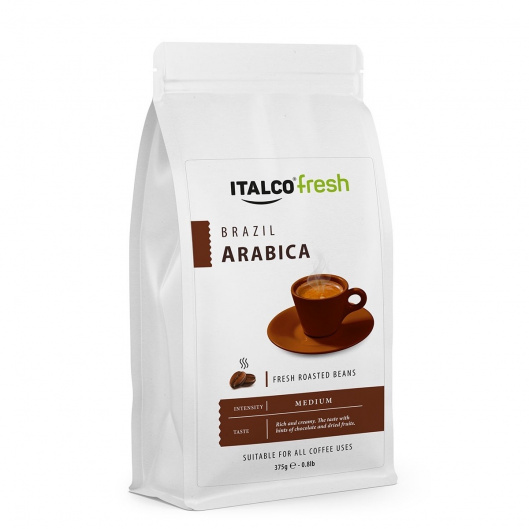 ITALCO® fresh
BRAZIL
ARABICA
FRESH ROASTED BEANS
INTENSITY MEDIUM
TASTE Rich and creamy. The taste with
hints of chocolate and dried fruits.
SUITABLE FOR ALL COFFEE USES
375g ℮ - 0.8lb